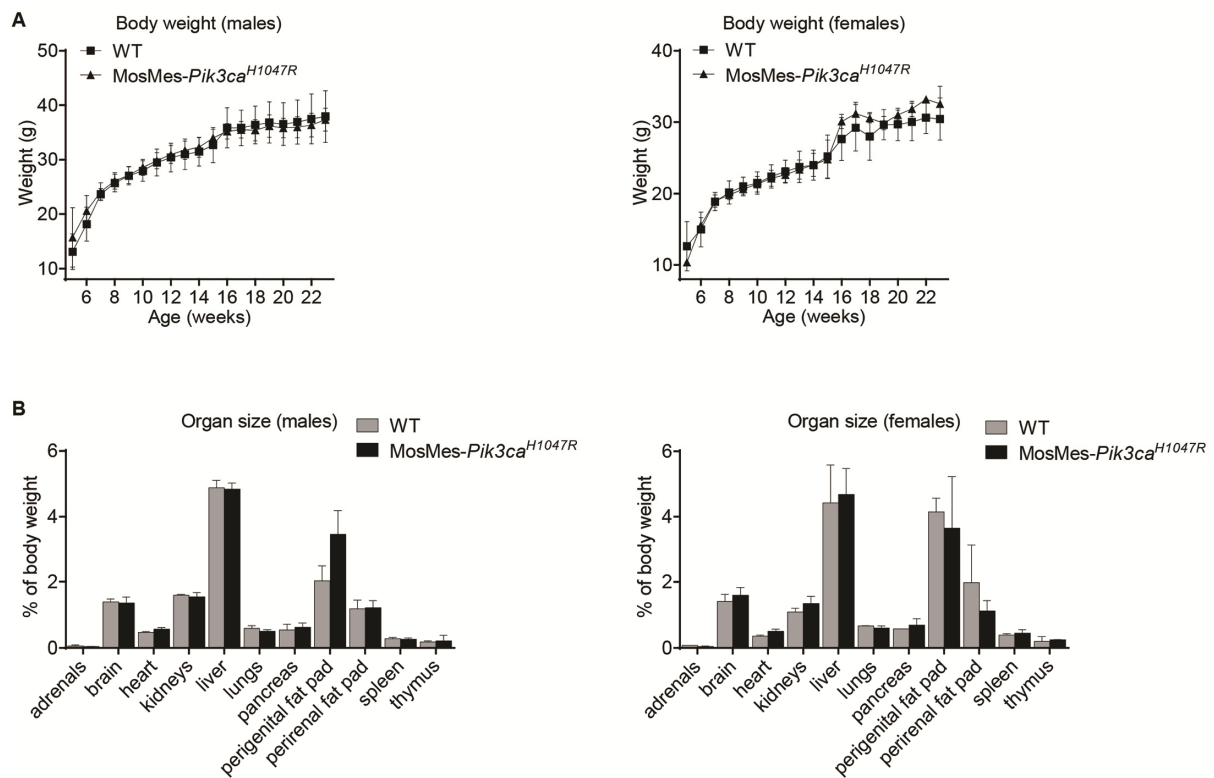 A
Body weight (males)
WT
MosMes-Pik3caH1047R
Weight (g)
50
40
30
20
10
6 8 10 12 14 16 18 20 22
Age (weeks)
Body weight (females)
WT
MosMes-Pik3caH1047R
Weight (g)
40
30
20
10
6 8 10 12 14 16 18 20 22
Age (weeks)
B
Organ size (males)
WT
MosMes-Pik3caH1047R
% of body weight
6
4
2
0
adrenals
brain
heart
kidneys
liver
lungs
pancreas
perigenital fat pad
perirenal fat pad
spleen
thymus
Organ size (females)
WT
MosMes-Pik3caH1047R
% of body weight
6
4
2
0
adrenals
brain
heart
kidneys
liver
lungs
pancreas
perigenital fat pad
perirenal fat pad
spleen
thymus